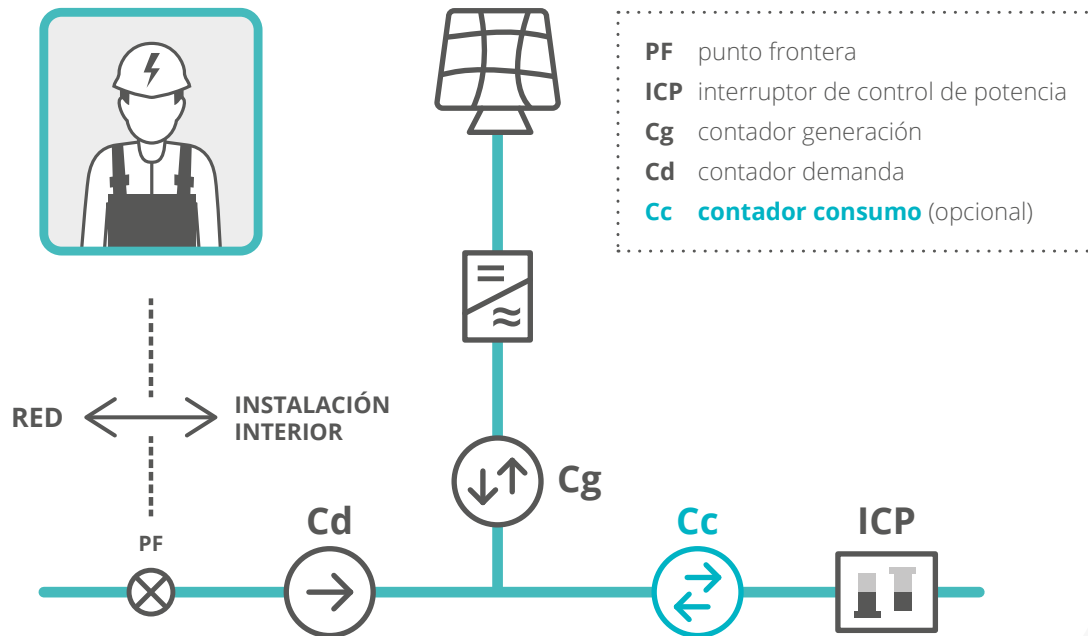 PF punto frontera
ICP interruptor de control de potencia
Cg contador generación
Cd contador demanda
Cc contador consumo (opcional)
RED
INSTALACIÓN
INTERIOR
Cg
PF
Cd
Cc
ICP